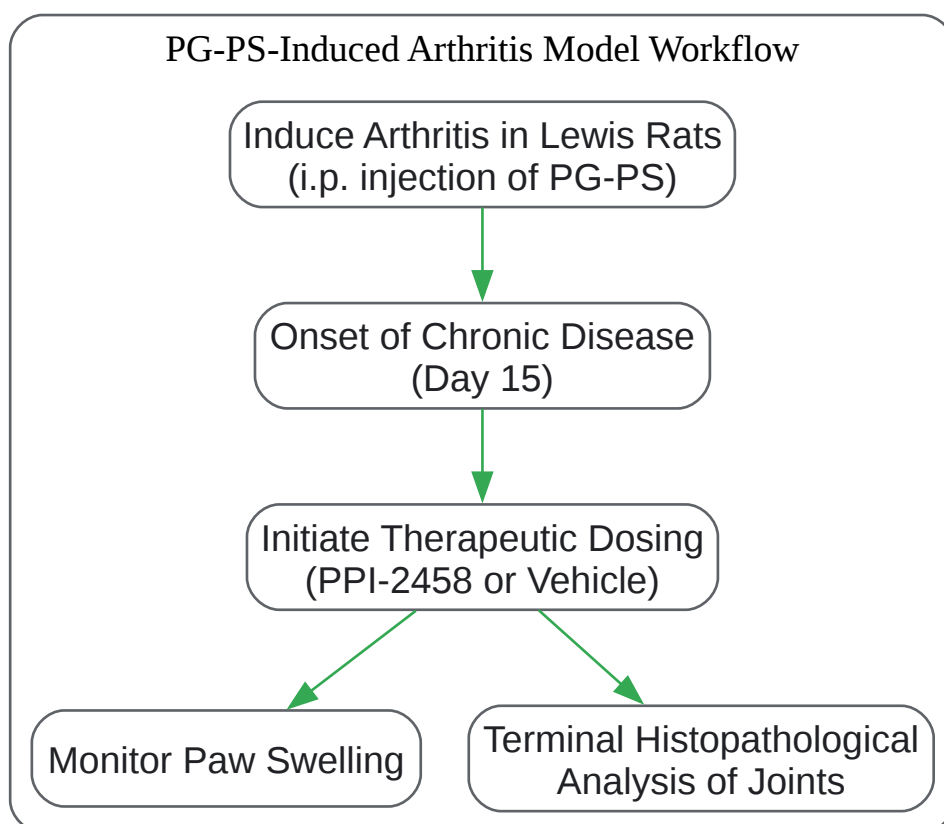 PG-PS-Induced Arthritis Model Workflow
Induce Arthritis in Lewis Rats
(i.p. injection of PG-PS)
Onset of Chronic Disease
(Day 15)
Initiate Therapeutic Dosing
(PPI-2458 or Vehicle)
Monitor Paw Swelling
Terminal Histopathological
Analysis of Joints